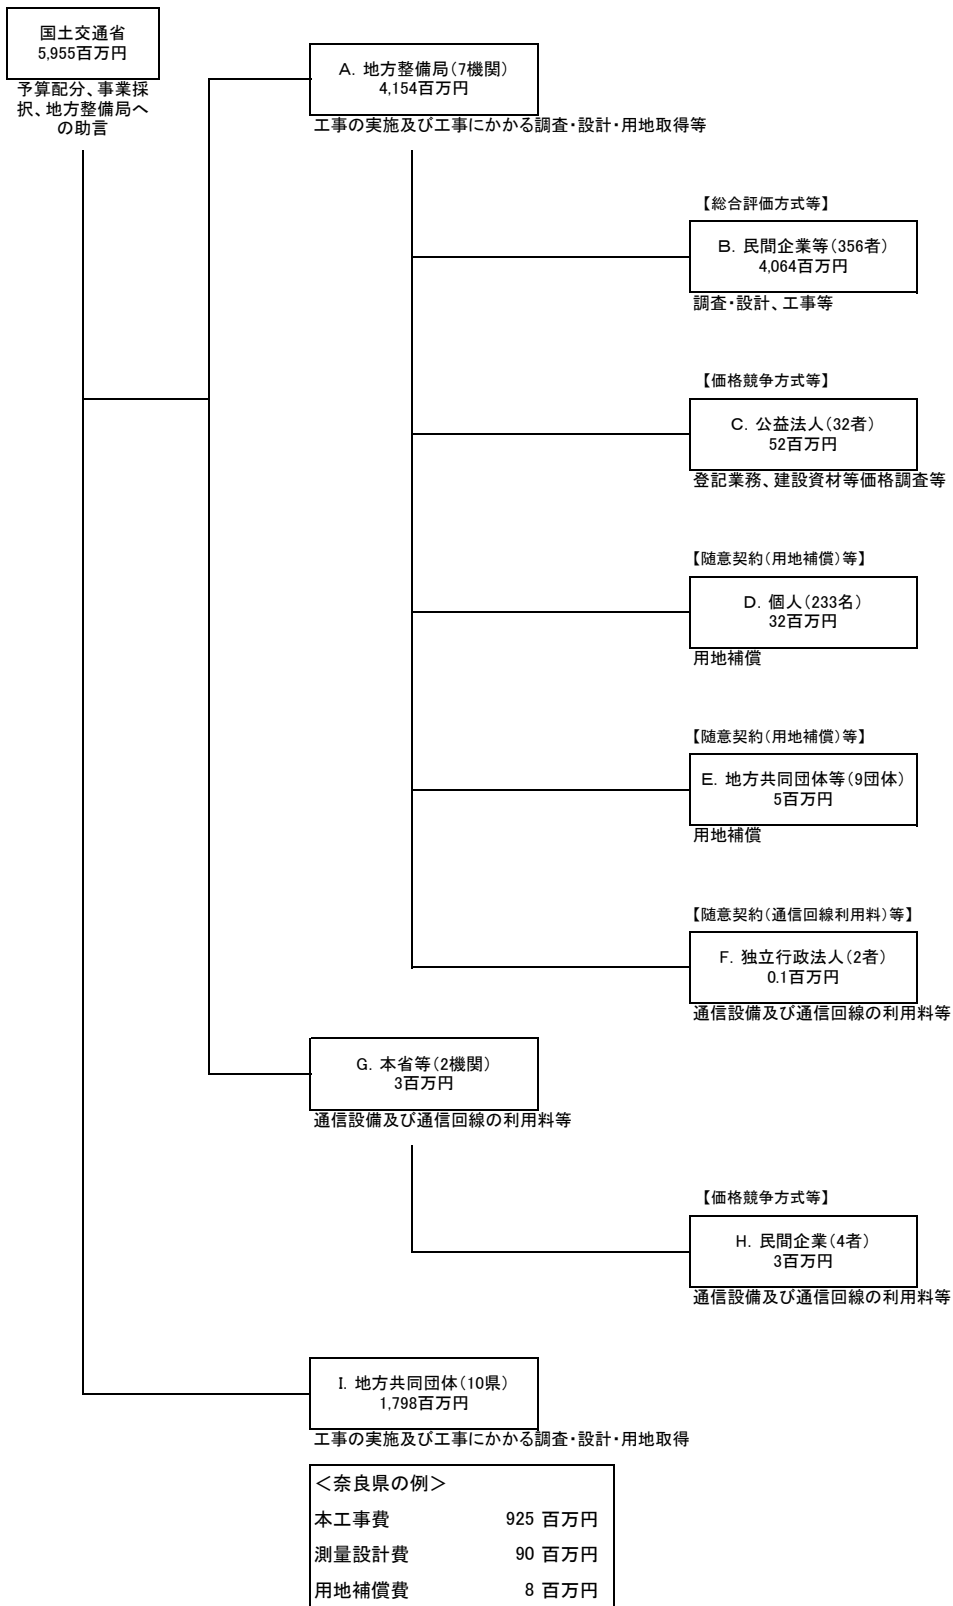 国土交通省
5,955百万円
予算配分、事業採
択、地方整備局へ
の助言
A. 地方整備局(7機関)
4,154百万円
工事の実施及び工事にかかる調査・設計・用地取得等
【総合評価方式等】
B. 民間企業等(356者)
4,064百万円
調査・設計、工事等
【価格競争方式等】
C. 公益法人(32者)
52百万円
登記業務、建設資材等価格調査等
【随意契約(用地補償)等】
D. 個人(233名)
32百万円
用地補償
【随意契約(用地補償)等】
E. 地方共同団体等(9団体)
5百万円
用地補償
【随意契約(通信回線利用料)等】
F. 独立行政法人(2者)
0.1百万円
通信設備及び通信回線の利用料等
G. 本省等(2機関)
3百万円
通信設備及び通信回線の利用料等
【価格競争方式等】
H. 民間企業(4者)
3百万円
通信設備及び通信回線の利用料等
I. 地方共同団体(10県)
1,798百万円
工事の実施及び工事にかかる調査・設計・用地取得
<奈良県の例>
本工事費 925 百万円
測量設計費 90 百万円
用地補償費 8 百万円